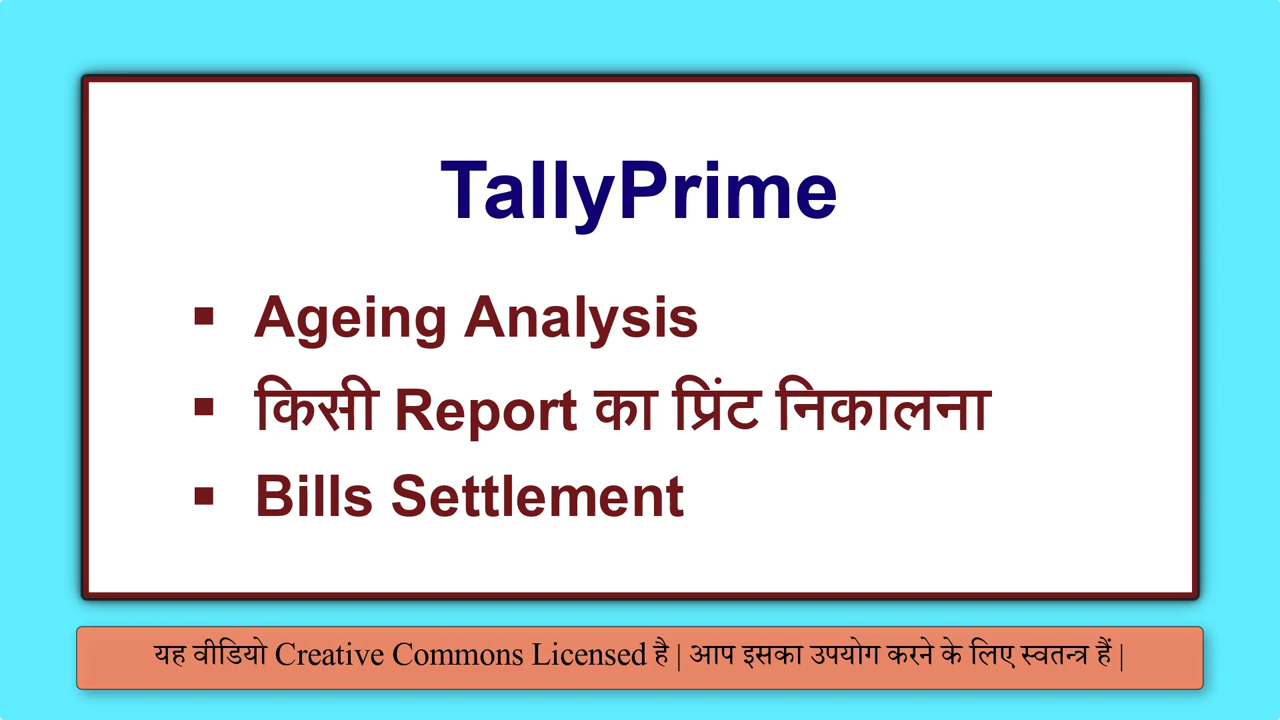 TallyPrime
▪ Ageing Analysis
▪ किसी Report का प्रिंट निकालना
▪ Bills Settlement
यह वीडियो Creative Commons Licensed है | आप इसका उपयोग करने के लिए स्वतन्त्र हैं |